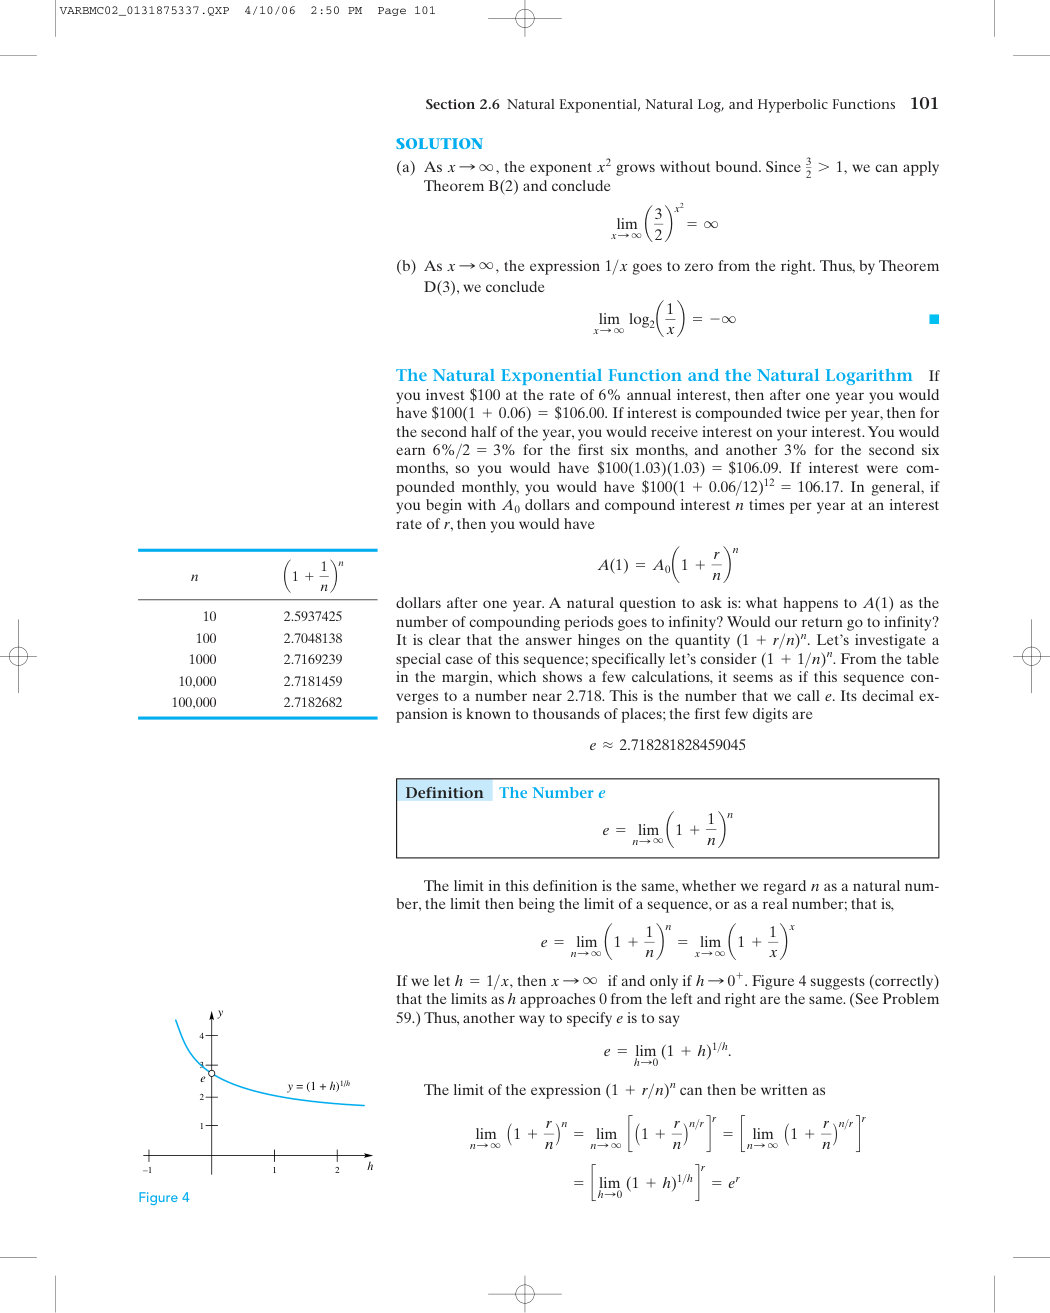 VARBMC02_0131875337.QXP 4/10/06 2:50 PM Page 101
Section 2.6 Natural Exponential, Natural Log, and Hyperbolic Functions 101
SOLUTION
(a) As x → ∞, the exponent x² grows without bound. Since 3/2 > 1, we can apply
Theorem B(2) and conclude
lim x→∞ (3/2)^x² = ∞
(b) As x → ∞, the expression 1/x goes to zero from the right. Thus, by Theorem
D(3), we conclude
lim x→∞ log₂(1/x) = −∞
The Natural Exponential Function and the Natural Logarithm If
you invest $100 at the rate of 6% annual interest, then after one year you would
have $100(1 + 0.06) = $106.00. If interest is compounded twice per year, then for
the second half of the year, you would receive interest on your interest. You would
earn 6%/2 = 3% for the first six months, and another 3% for the second six
months, so you would have $100(1.03)(1.03) = $106.09. If interest were com-
pounded monthly, you would have $100(1 + 0.06/12)¹² = 106.17. In general, if
you begin with A₀ dollars and compound interest n times per year at an interest
rate of r, then you would have
A(1) = A₀(1 + r/n)ⁿ
dollars after one year. A natural question to ask is: what happens to A(1) as the
number of compounding periods goes to infinity? Would our return go to infinity?
It is clear that the answer hinges on the quantity (1 + r/n)ⁿ. Let's investigate a
special case of this sequence; specifically let's consider (1 + 1/n)ⁿ. From the table
in the margin, which shows a few calculations, it seems as if this sequence con-
verges to a number near 2.718. This is the number that we call e. Its decimal ex-
pansion is known to thousands of places; the first few digits are
e ≈ 2.718281828459045
n (1 + 1/n)ⁿ
10 2.5937425
100 2.7048138
1000 2.7169239
10,000 2.7181459
100,000 2.7182682
Definition The Number e
e = lim n→∞ (1 + 1/n)ⁿ
The limit in this definition is the same, whether we regard n as a natural num-
ber, the limit then being the limit of a sequence, or as a real number; that is,
e = lim n→∞ (1 + 1/n)ⁿ = lim x→∞ (1 + 1/x)ˣ
If we let h = 1/x, then x → ∞ if and only if h → 0⁺. Figure 4 suggests (correctly)
that the limits as h approaches 0 from the left and right are the same. (See Problem
59.) Thus, another way to specify e is to say
e = lim h→0 (1 + h)^1/h.
The limit of the expression (1 + r/n)ⁿ can then be written as
lim n→∞ (1 + r/n)ⁿ = lim n→∞ [(1 + r/n)^n/r]^r = [lim n→∞ (1 + r/n)^n/r]^r
= [lim h→0 (1 + h)^1/h]^r = e^r
y
4
3
e
2
1
y = (1 + h)^1/h
–1 1 2 h
Figure 4